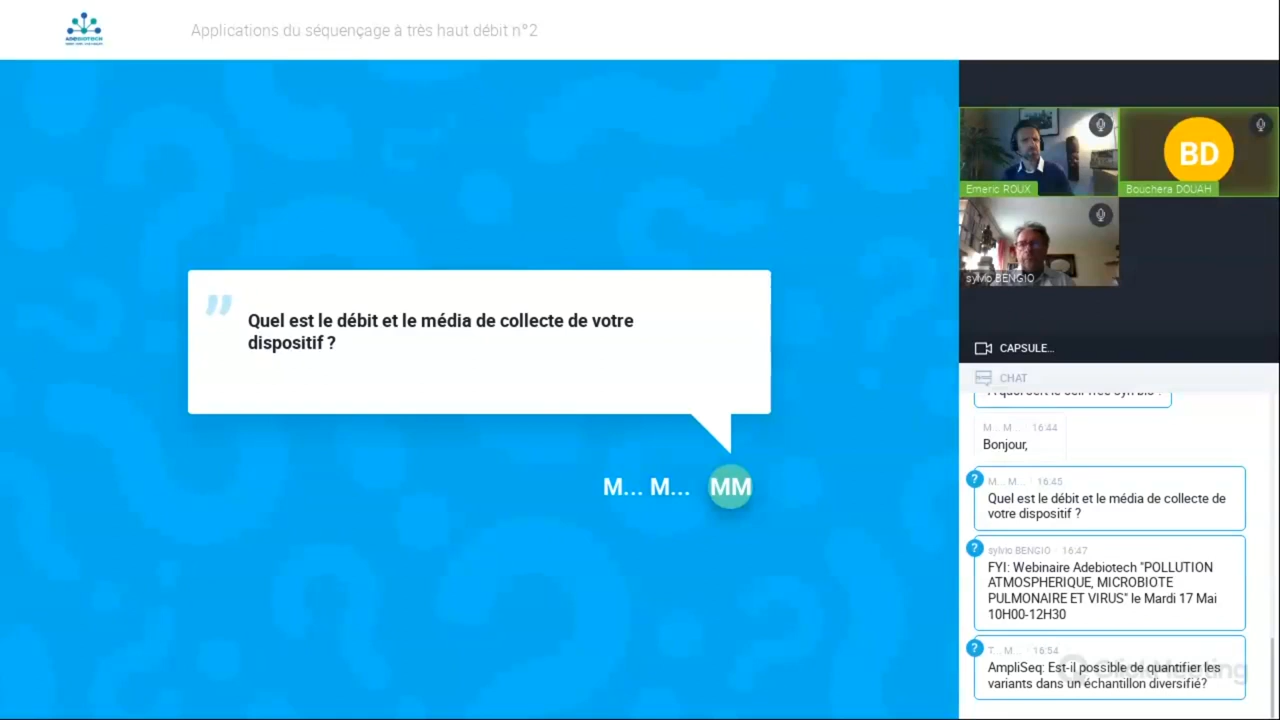 ADEBIOTECH
Applications du séquençage à très haut débit n°2
Quel est le débit et le média de collecte de votre
dispositif ?
M... M...
MM
Emeric ROUX
BD
Bouchera DOUAH
sylvio BENGIO
CAPSULE...
CHAT
M... M... 16:44
Bonjour,
? M... M... 16:45
Quel est le débit et le média de collecte de
votre dispositif ?
? sylvio BENGIO 16:47
FYI: Webinaire Adebiotech "POLLUTION
ATMOSPHERIQUE, MICROBIOTE
PULMONAIRE ET VIRUS" le Mardi 17 Mai
10H00-12H30
? T... M... 16:54
AmpliSeq: Est-il possible de quantifier les
variants dans un échantillon diversifié?
ClickMeeting